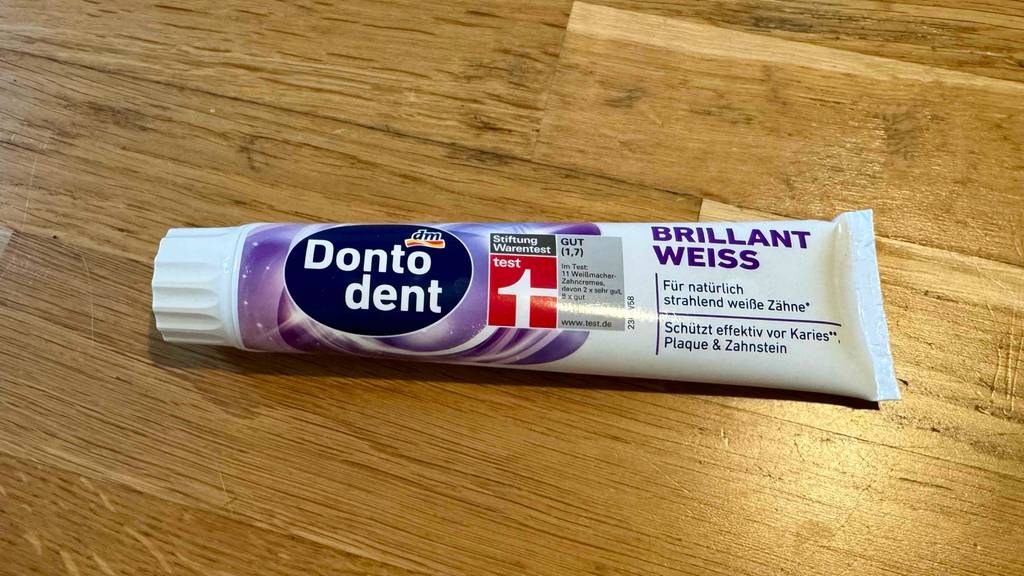 dm
Donto
dent
Stiftung
Warentest
test
GUT
(1,7)
Im Test:
11 Weißmacher-
Zahncremes,
davon 2 x sehr gut,
9 x gut
www.test.de
BRILLANT
WEISS
Für natürlich
strahlend weiße Zähne*
Schützt effektiv vor Karies**,
Plaque & Zahnstein